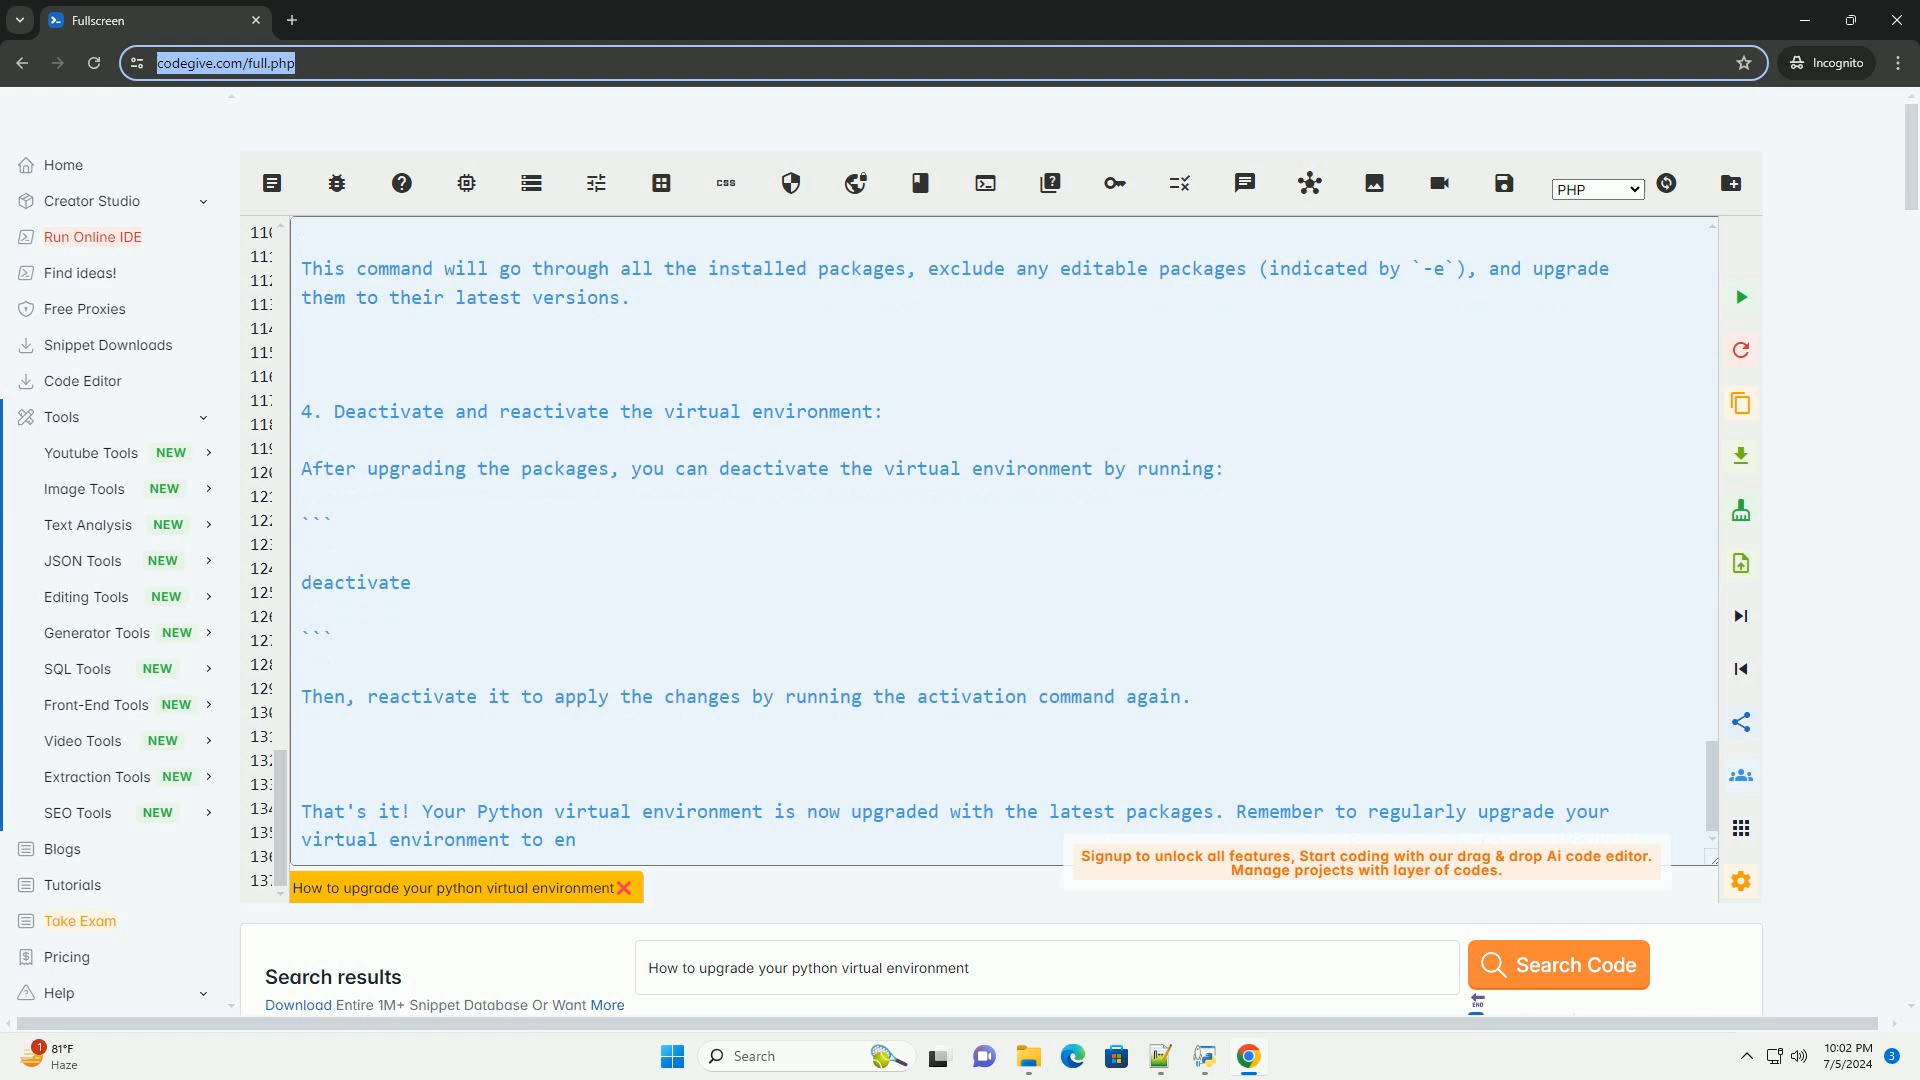 Fullscreen
codegive.com/full.php
Incognito
Home
Creator Studio
Run Online IDE
Find ideas!
Free Proxies
Snippet Downloads
Code Editor
Tools
Youtube Tools NEW
Image Tools NEW
Text Analysis NEW
JSON Tools NEW
Editing Tools NEW
Generator Tools NEW
SQL Tools NEW
Front-End Tools NEW
Video Tools NEW
Extraction Tools NEW
SEO Tools NEW
Blogs
Tutorials
Take Exam
Pricing
Help
CSS
PHP
This command will go through all the installed packages, exclude any editable packages (indicated by `-e`), and upgrade
them to their latest versions.
4. Deactivate and reactivate the virtual environment:
After upgrading the packages, you can deactivate the virtual environment by running:
```
deactivate
```
Then, reactivate it to apply the changes by running the activation command again.
That's it! Your Python virtual environment is now upgraded with the latest packages. Remember to regularly upgrade your
virtual environment to en
Signup to unlock all features, Start coding with our drag & drop Ai code editor.
Manage projects with layer of codes.
How to upgrade your python virtual environment
Search results
Download Entire 1M+ Snippet Database Or Want More
How to upgrade your python virtual environment
Search Code
END
1
81°F
Haze
Search
10:02 PM
7/5/2024
3